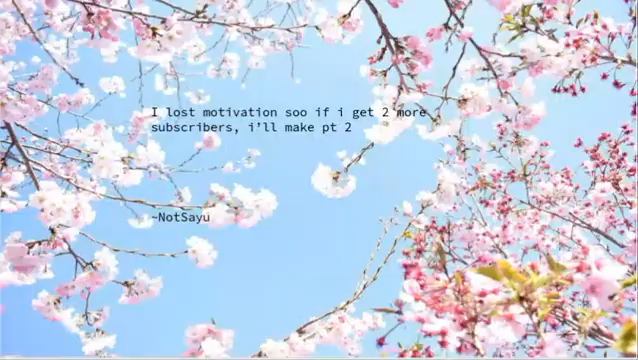 I lost motivation soo if i get 2 more
subscribers, i'll make pt 2
~NotSayu